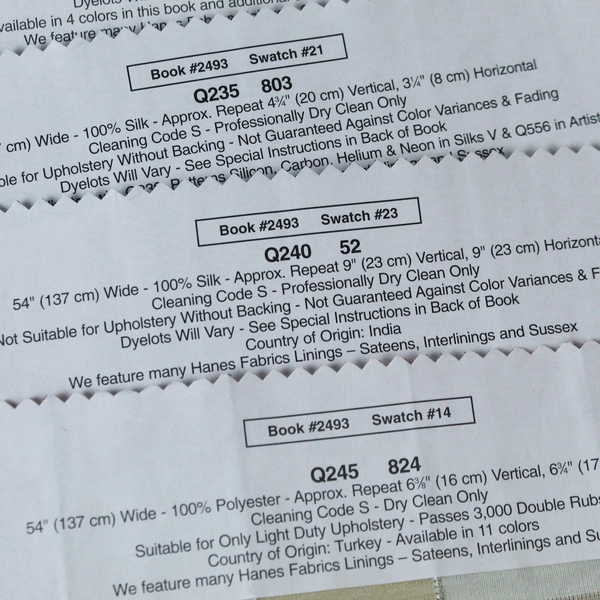 Dyelots
vailable in 4 colors in this book and additional
We feature many
Book #2493 Swatch #21
Q235 803
cm) Wide - 100% Silk - Approx. Repeat 4¾" (20 cm) Vertical, 3¼" (8 cm) Horizontal
Cleaning Code S - Professionally Dry Clean Only
ble for Upholstery Without Backing - Not Guaranteed Against Color Variances & Fading
Dyelots Will Vary - See Special Instructions in Back of Book
Silicon, Carbon, Helium & Neon in Silks V & Q556 in Artist
Book #2493 Swatch #23
Q240 52
54" (137 cm) Wide - 100% Silk - Approx. Repeat 9" (23 cm) Vertical, 9" (23 cm) Horizonta
Cleaning Code S - Professionally Dry Clean Only
Not Suitable for Upholstery Without Backing - Not Guaranteed Against Color Variances & F
Dyelots Will Vary - See Special Instructions in Back of Book
Country of Origin: India
We feature many Hanes Fabrics Linings – Sateens, Interlinings and Sussex
Book #2493 Swatch #14
Q245 824
54" (137 cm) Wide - 100% Polyester - Approx. Repeat 6⅜" (16 cm) Vertical, 6¾" (17
Cleaning Code S - Dry Clean Only
Suitable for Only Light Duty Upholstery - Passes 3,000 Double Rubs
Country of Origin: Turkey - Available in 11 colors
We feature many Hanes Fabrics Linings – Sateens, Interlinings and Su